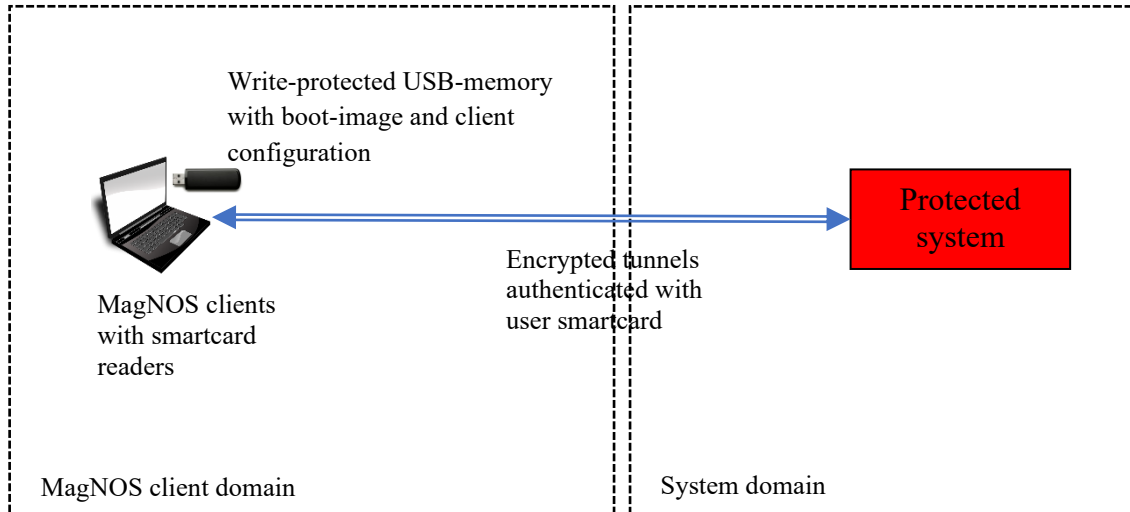 Write-protected USB-memory
with boot-image and client
configuration
Protected
system
Encrypted tunnels
authenticated with
user smartcard
MagNOS clients
with smartcard
readers
MagNOS client domain
System domain